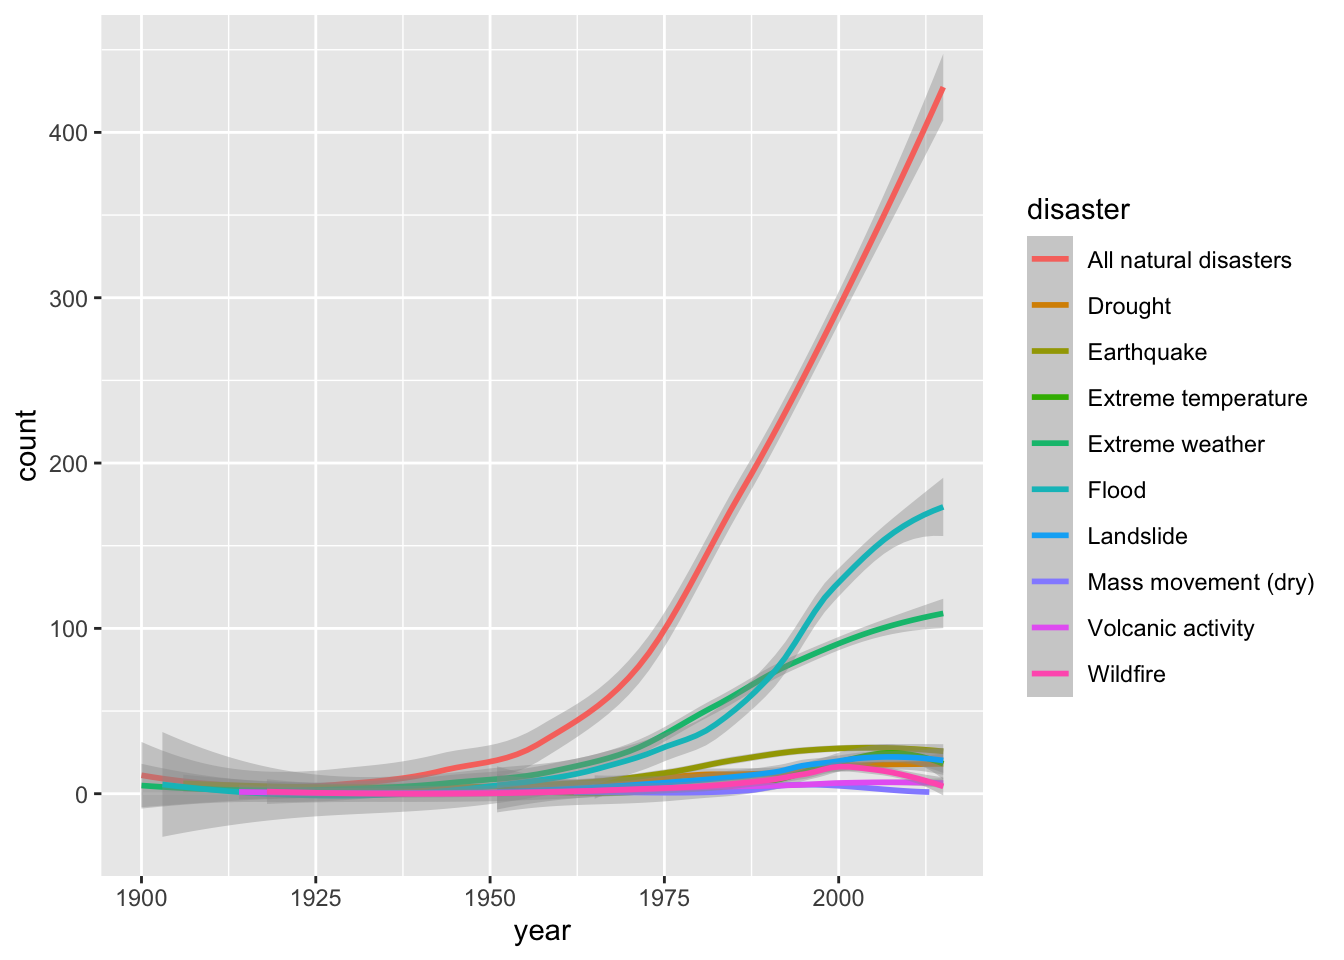 400
300
200
100
0
count
1900 1925 1950 1975 2000
year
disaster
All natural disasters
Drought
Earthquake
Extreme temperature
Extreme weather
Flood
Landslide
Mass movement (dry)
Volcanic activity
Wildfire